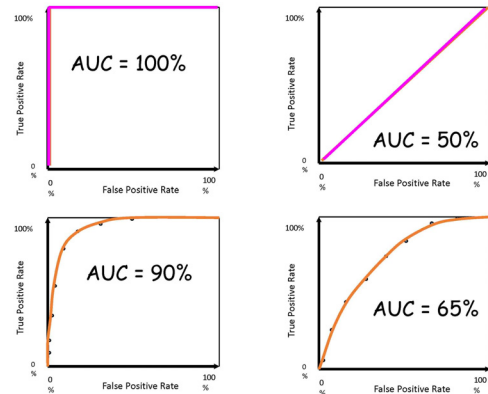 100%
True Positive Rate
AUC = 100%
0
%
0
%
False Positive Rate
100
%
100%
True Positive Rate
AUC = 50%
0
%
0
%
False Positive Rate
100
%
100%
True Positive Rate
AUC = 90%
0
%
0
%
False Positive Rate
100
%
100%
True Positive Rate
AUC = 65%
0
%
0
%
False Positive Rate
100
%